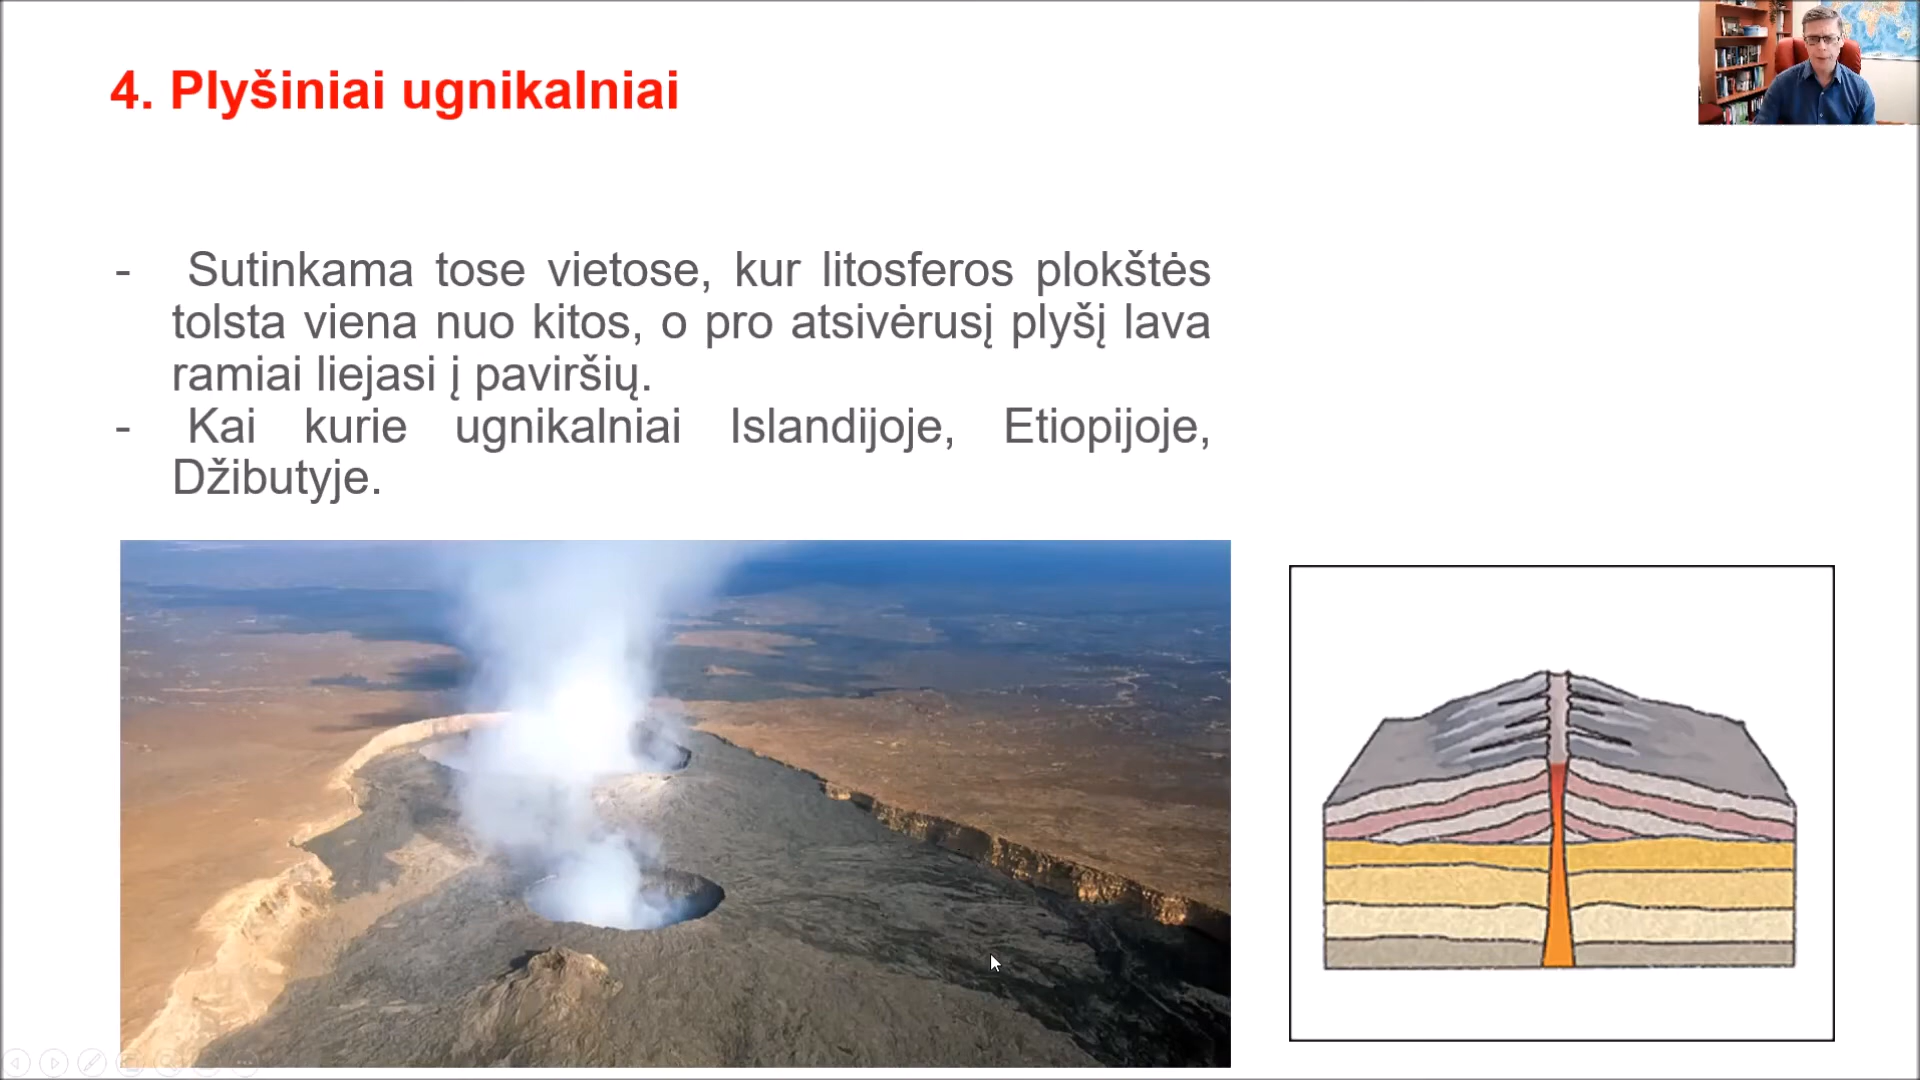 4. Plyšiniai ugnikalniai
- Sutinkama tose vietose, kur litosferos plokštės
tolsta viena nuo kitos, o pro atsivėrusį plyšį lava
ramiai liejasi į paviršių.
- Kai kurie ugnikalniai Islandijoje, Etiopijoje,
Džibutyje.